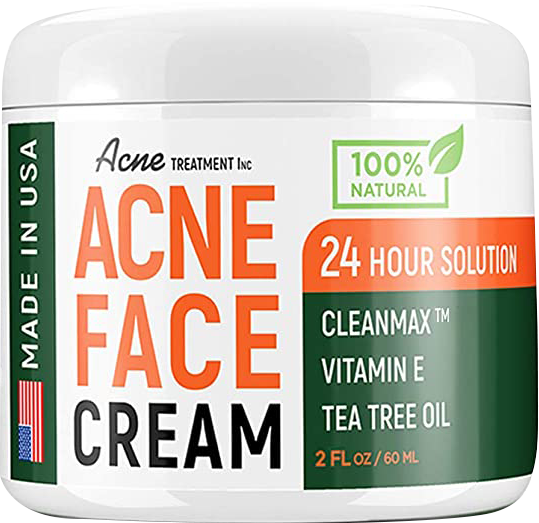 MADE IN USA
Acne TREATMENT INC
ACNE
FACE
CREAM
100%
NATURAL
24 HOUR SOLUTION
CLEANMAX™
VITAMIN E
TEA TREE OIL
2 FL OZ / 60 ML